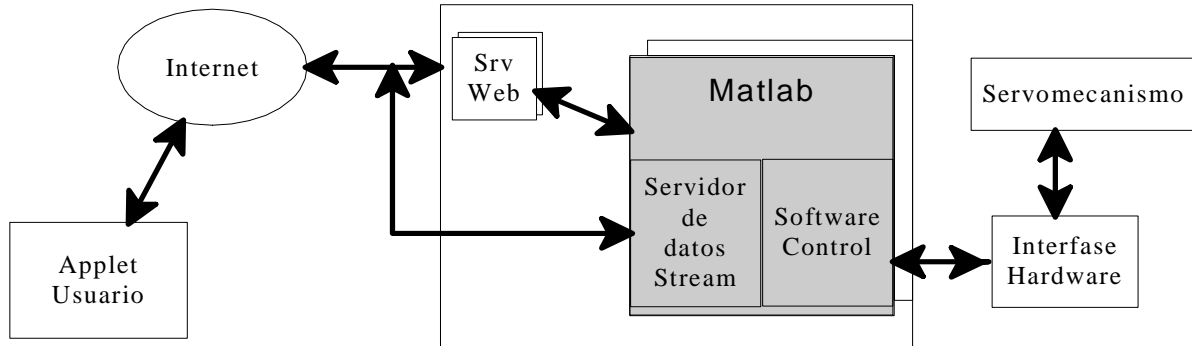 Internet
Srv
Web
Matlab
Servomecanismo
Servidor
de
datos
Stream
Software
Control
Applet
Usuario
Interfase
Hardware